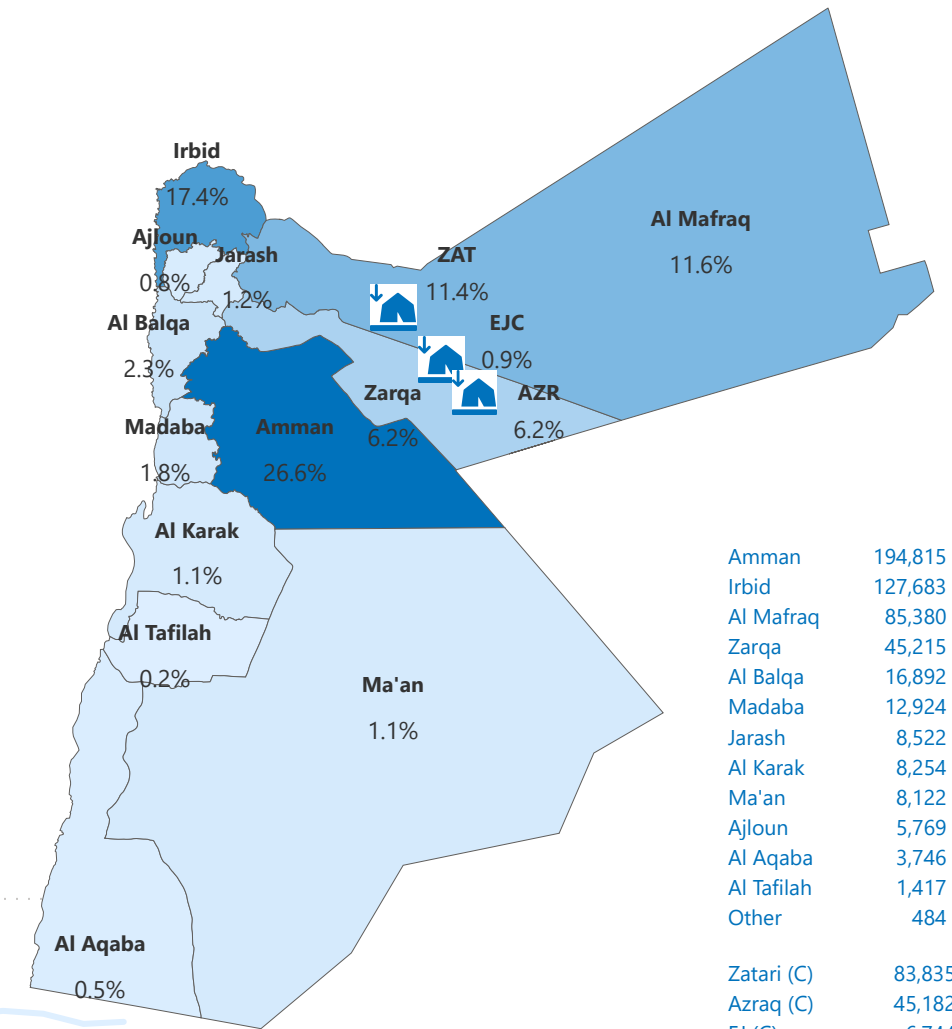 Irbid
17.4%
Ajloun
0.8%
Jarash
1.2%
Al Balqa
2.3%
Madaba
1.8%
Amman
26.6%
Zarqa
6.2%
ZAT
11.4%
EJC
0.9%
AZR
6.2%
Al Mafraq
11.6%
Al Karak
1.1%
Al Tafilah
0.2%
Ma'an
1.1%
Al Aqaba
0.5%
Amman 194,815
Irbid 127,683
Al Mafraq 85,380
Zarqa 45,215
Al Balqa 16,892
Madaba 12,924
Jarash 8,522
Al Karak 8,254
Ma'an 8,122
Ajloun 5,769
Al Aqaba 3,746
Al Tafilah 1,417
Other 484
Zatari (C) 83,835
Azraq (C) 45,182